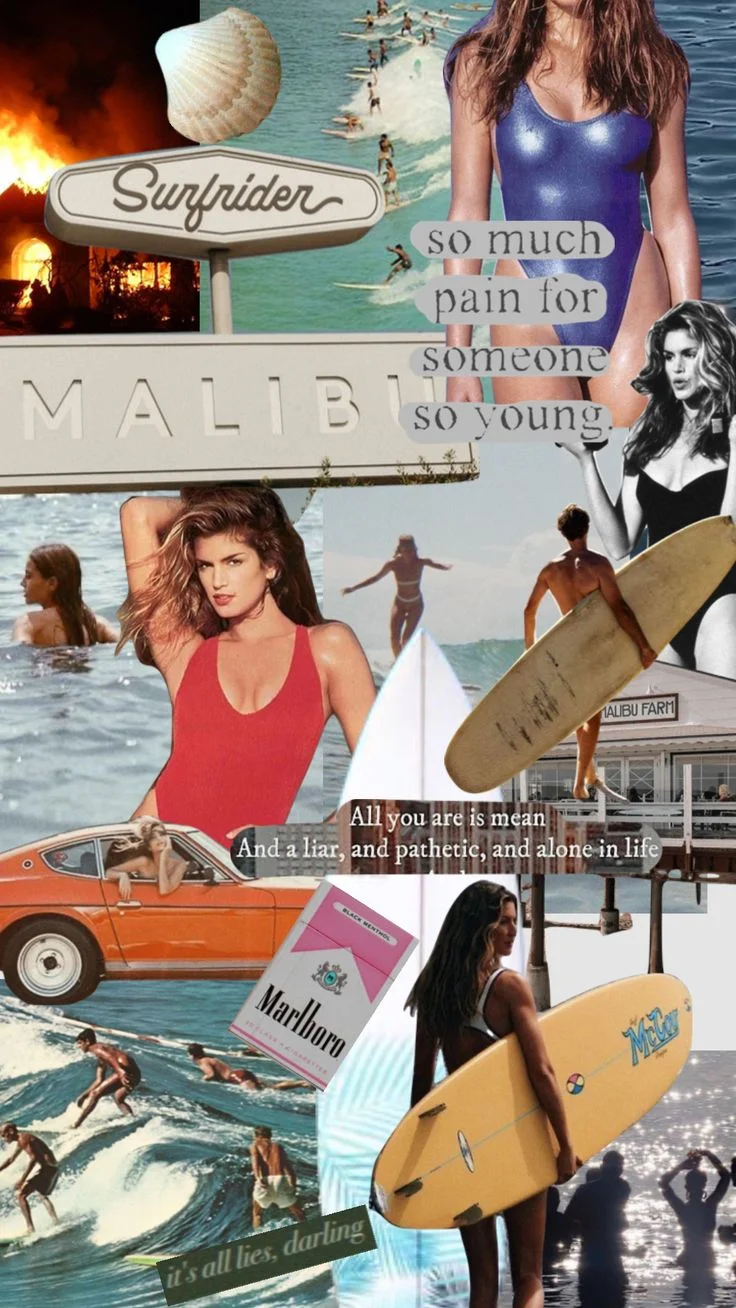 Surfrider
so much
pain for
someone
so young.
MALIBU
MALIBU FARM
All you are is mean
And a liar, and pathetic, and alone in life
BLACK MENTHOL
Marlboro
McCoy
it's all lies, darling